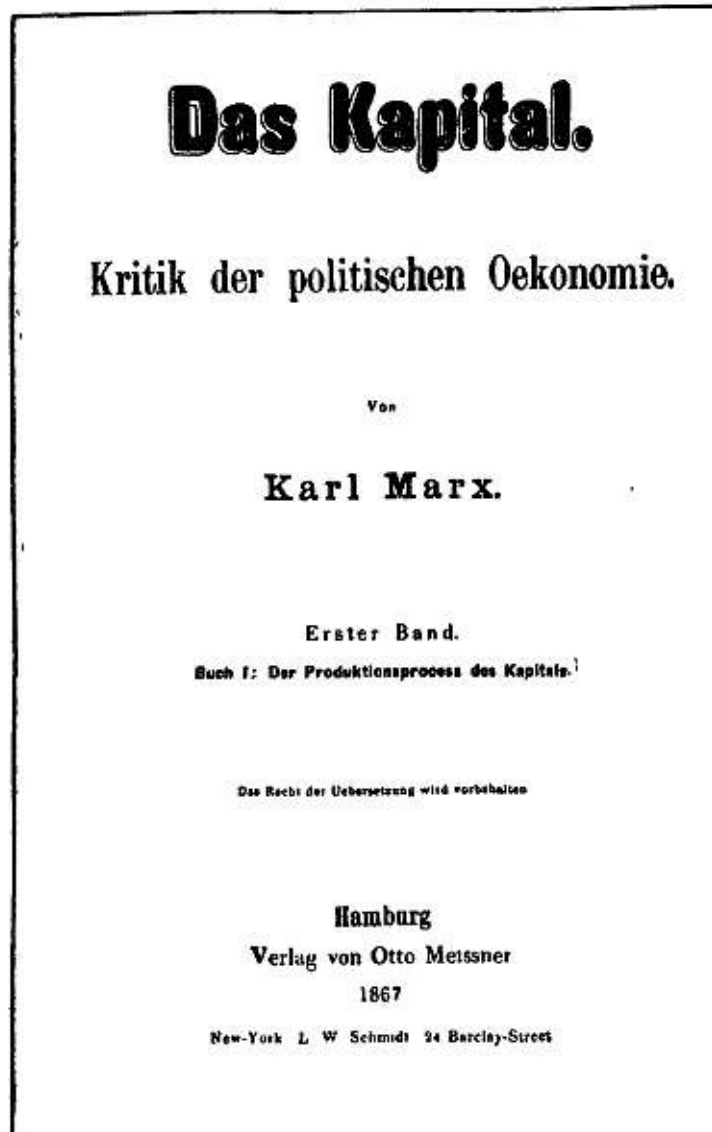 Das Kapital.
Kritik der politischen Oekonomie.
Von
Karl Marx.
Erster Band.
Buch I: Der Produktionsprocess des Kapitals.
Das Recht der Uebersetzung wird vorbehalten
Hamburg
Verlag von Otto Meissner
1867
New-York L W Schmidt 24 Barclay-Street